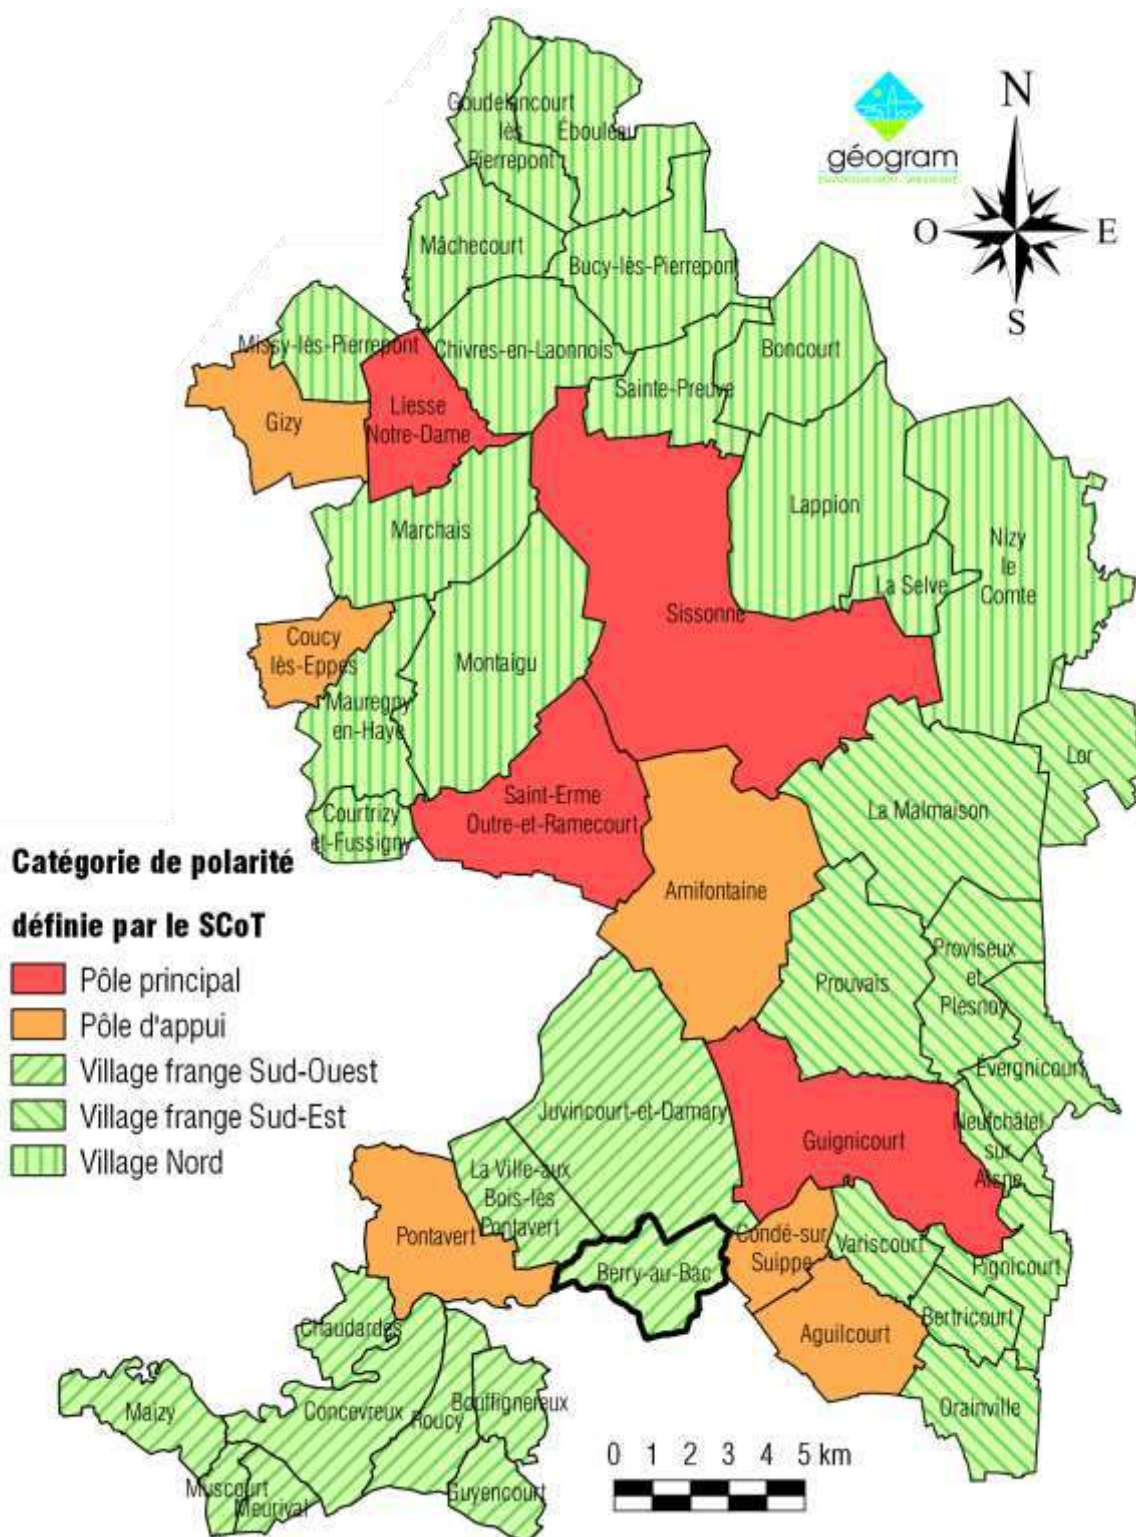 Goudelancourt
lès
Pierrepont
Ébouleau
N
géogram
O
E
S
Mâchecourt
Bucy-lès-Pierrepont
Missy-lès-Pierrepont
Chivres-en-Laonnois
Boncourt
Sainte-Preuve
Liesse
Notre-Dame
Gizy
Lappion
Marchais
Nizy
le
Comte
La Selve
Sissonne
Coucy
lès-Eppes
Montaigu
Mauregny
en-Haye
Lor
Saint-Erme
Outre-et-Ramecourt
La Malmaison
Courtrizy
et-Fussigny
Amifontaine
Catégorie de polarité
définie par le SCoT
Pôle principal
Pôle d'appui
Village frange Sud-Ouest
Village frange Sud-Est
Village Nord
Proviseux
et
Plesnoy
Prouvais
Évergnicourt
Juvincourt-et-Damary
Neufchâtel
sur
Aisne
Guignicourt
La Ville-aux
Bois-lès
Pontavert
Pontavert
Condé-sur
Suippe
Variscourt
Berry-au-Bac
Pignicourt
Bertricourt
Chaudardes
Aguilcourt
Bouffignereux
Maizy
Concevreux
Roucy
Orainville
Muscourt
Meurival
Guyencourt
0 1 2 3 4 5 km